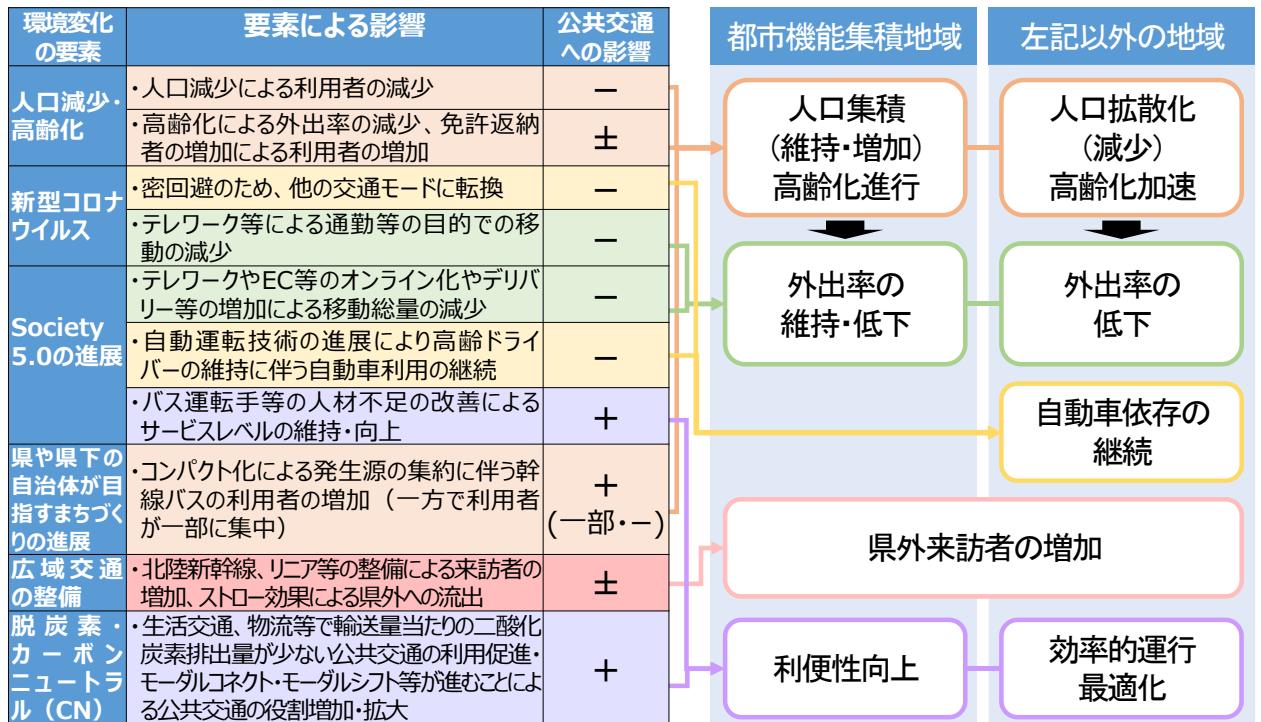 環境変化
の要素
要素による影響
公共交通
への影響
人口減少・
高齢化
・人口減少による利用者の減少
－
・高齢化による外出率の減少、免許返納
者の増加による利用者の増加
±
新型コロナ
ウイルス
・密回避のため、他の交通モードに転換
－
・テレワーク等による通勤等の目的での移
動の減少
－
Society
5.0の進展
・テレワークやEC等のオンライン化やデリバ
リー等の増加による移動総量の減少
－
・自動運転技術の進展により高齢ドライ
バーの維持に伴う自動車利用の継続
－
・バス運転手等の人材不足の改善による
サービスレベルの維持・向上
＋
県や県下の
自治体が目
指すまちづく
りの進展
・コンパクト化による発生源の集約に伴う幹
線バスの利用者の増加（一方で利用者
が一部に集中）
＋
(一部・－)
広域交通
の整備
・北陸新幹線、リニア等の整備による来訪者の
増加、ストロー効果による県外への流出
±
脱炭素・
カーボン
ニュートラ
ル（CN）
・生活交通、物流等で輸送量当たりの二酸化
炭素排出量が少ない公共交通の利用促進・
モーダルコネクト・モーダルシフト等が進むことによ
る公共交通の役割増加・拡大
＋
都市機能集積地域
左記以外の地域
人口集積
（維持・増加）
高齢化進行
人口拡散化
（減少）
高齢化加速
外出率の
維持・低下
外出率の
低下
自動車依存の
継続
県外来訪者の増加
利便性向上
効率的運行
最適化